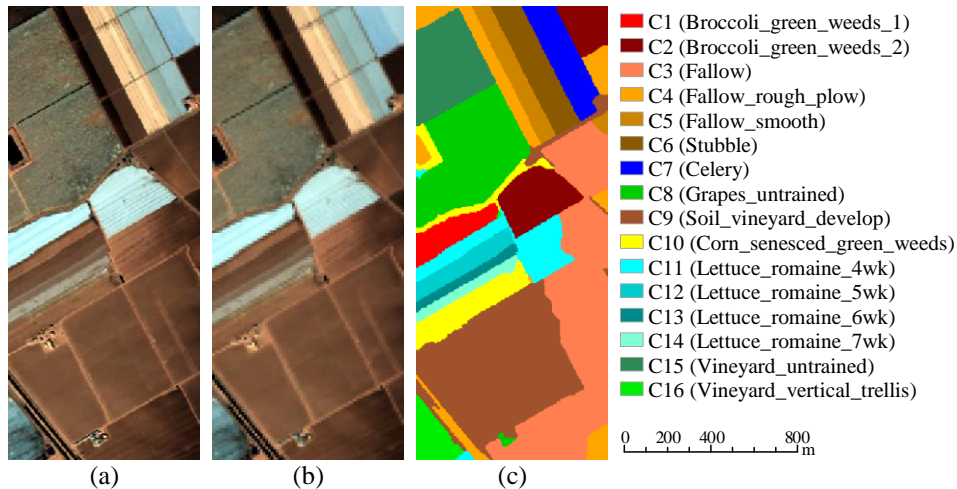 C1 (Broccoli_green_weeds_1)
C2 (Broccoli_green_weeds_2)
C3 (Fallow)
C4 (Fallow_rough_plow)
C5 (Fallow_smooth)
C6 (Stubble)
C7 (Celery)
C8 (Grapes_untrained)
C9 (Soil_vineyard_develop)
C10 (Corn_senesced_green_weeds)
C11 (Lettuce_romaine_4wk)
C12 (Lettuce_romaine_5wk)
C13 (Lettuce_romaine_6wk)
C14 (Lettuce_romaine_7wk)
C15 (Vineyard_untrained)
C16 (Vineyard_vertical_trellis)
0 200 400 800
m
(a) (b) (c)